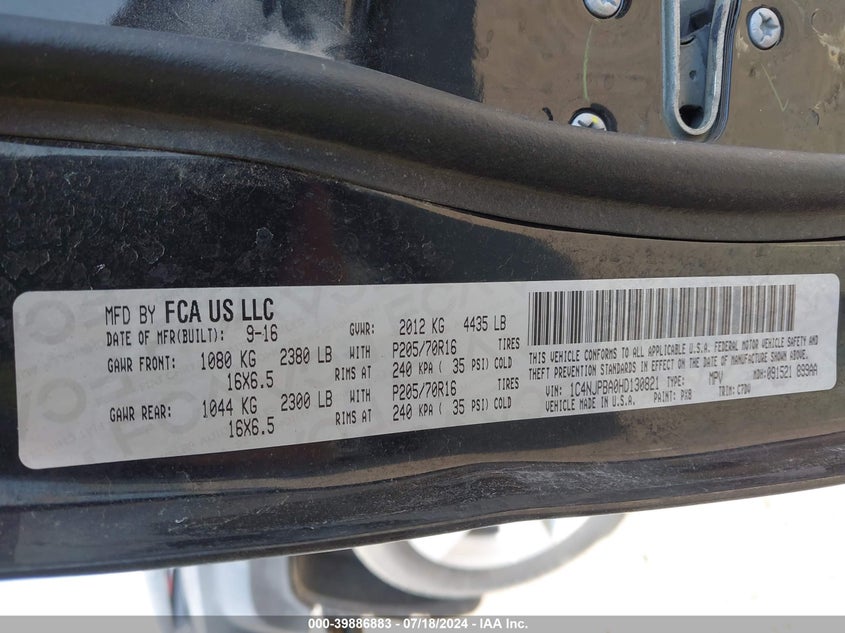 MFD BY FCA US LLC
DATE OF MFR(BUILT): 9-16 GVWR: 2012 KG 4435 LB
GAWR FRONT: 1080 KG 2380 LB WITH P205/70R16 TIRES
16X6.5 RIMS AT 240 KPA ( 35 PSI) COLD
GAWR REAR: 1044 KG 2300 LB WITH P205/70R16 TIRES
16X6.5 RIMS AT 240 KPA ( 35 PSI) COLD
THIS VEHICLE CONFORMS TO ALL APPLICABLE U.S.A. FEDERAL MOTOR VEHICLE SAFETY AND
THEFT PREVENTION STANDARDS IN EFFECT ON THE DATE OF MANUFACTURE SHOWN ABOVE.
VIN: 1C4NJPBA0HD130821 TYPE: MPV MDH: 091521 099AA
VEHICLE MADE IN U.S.A. PAINT: PXB TRIM: C7D4
000-39886883 - 07/18/2024 - IAA Inc.